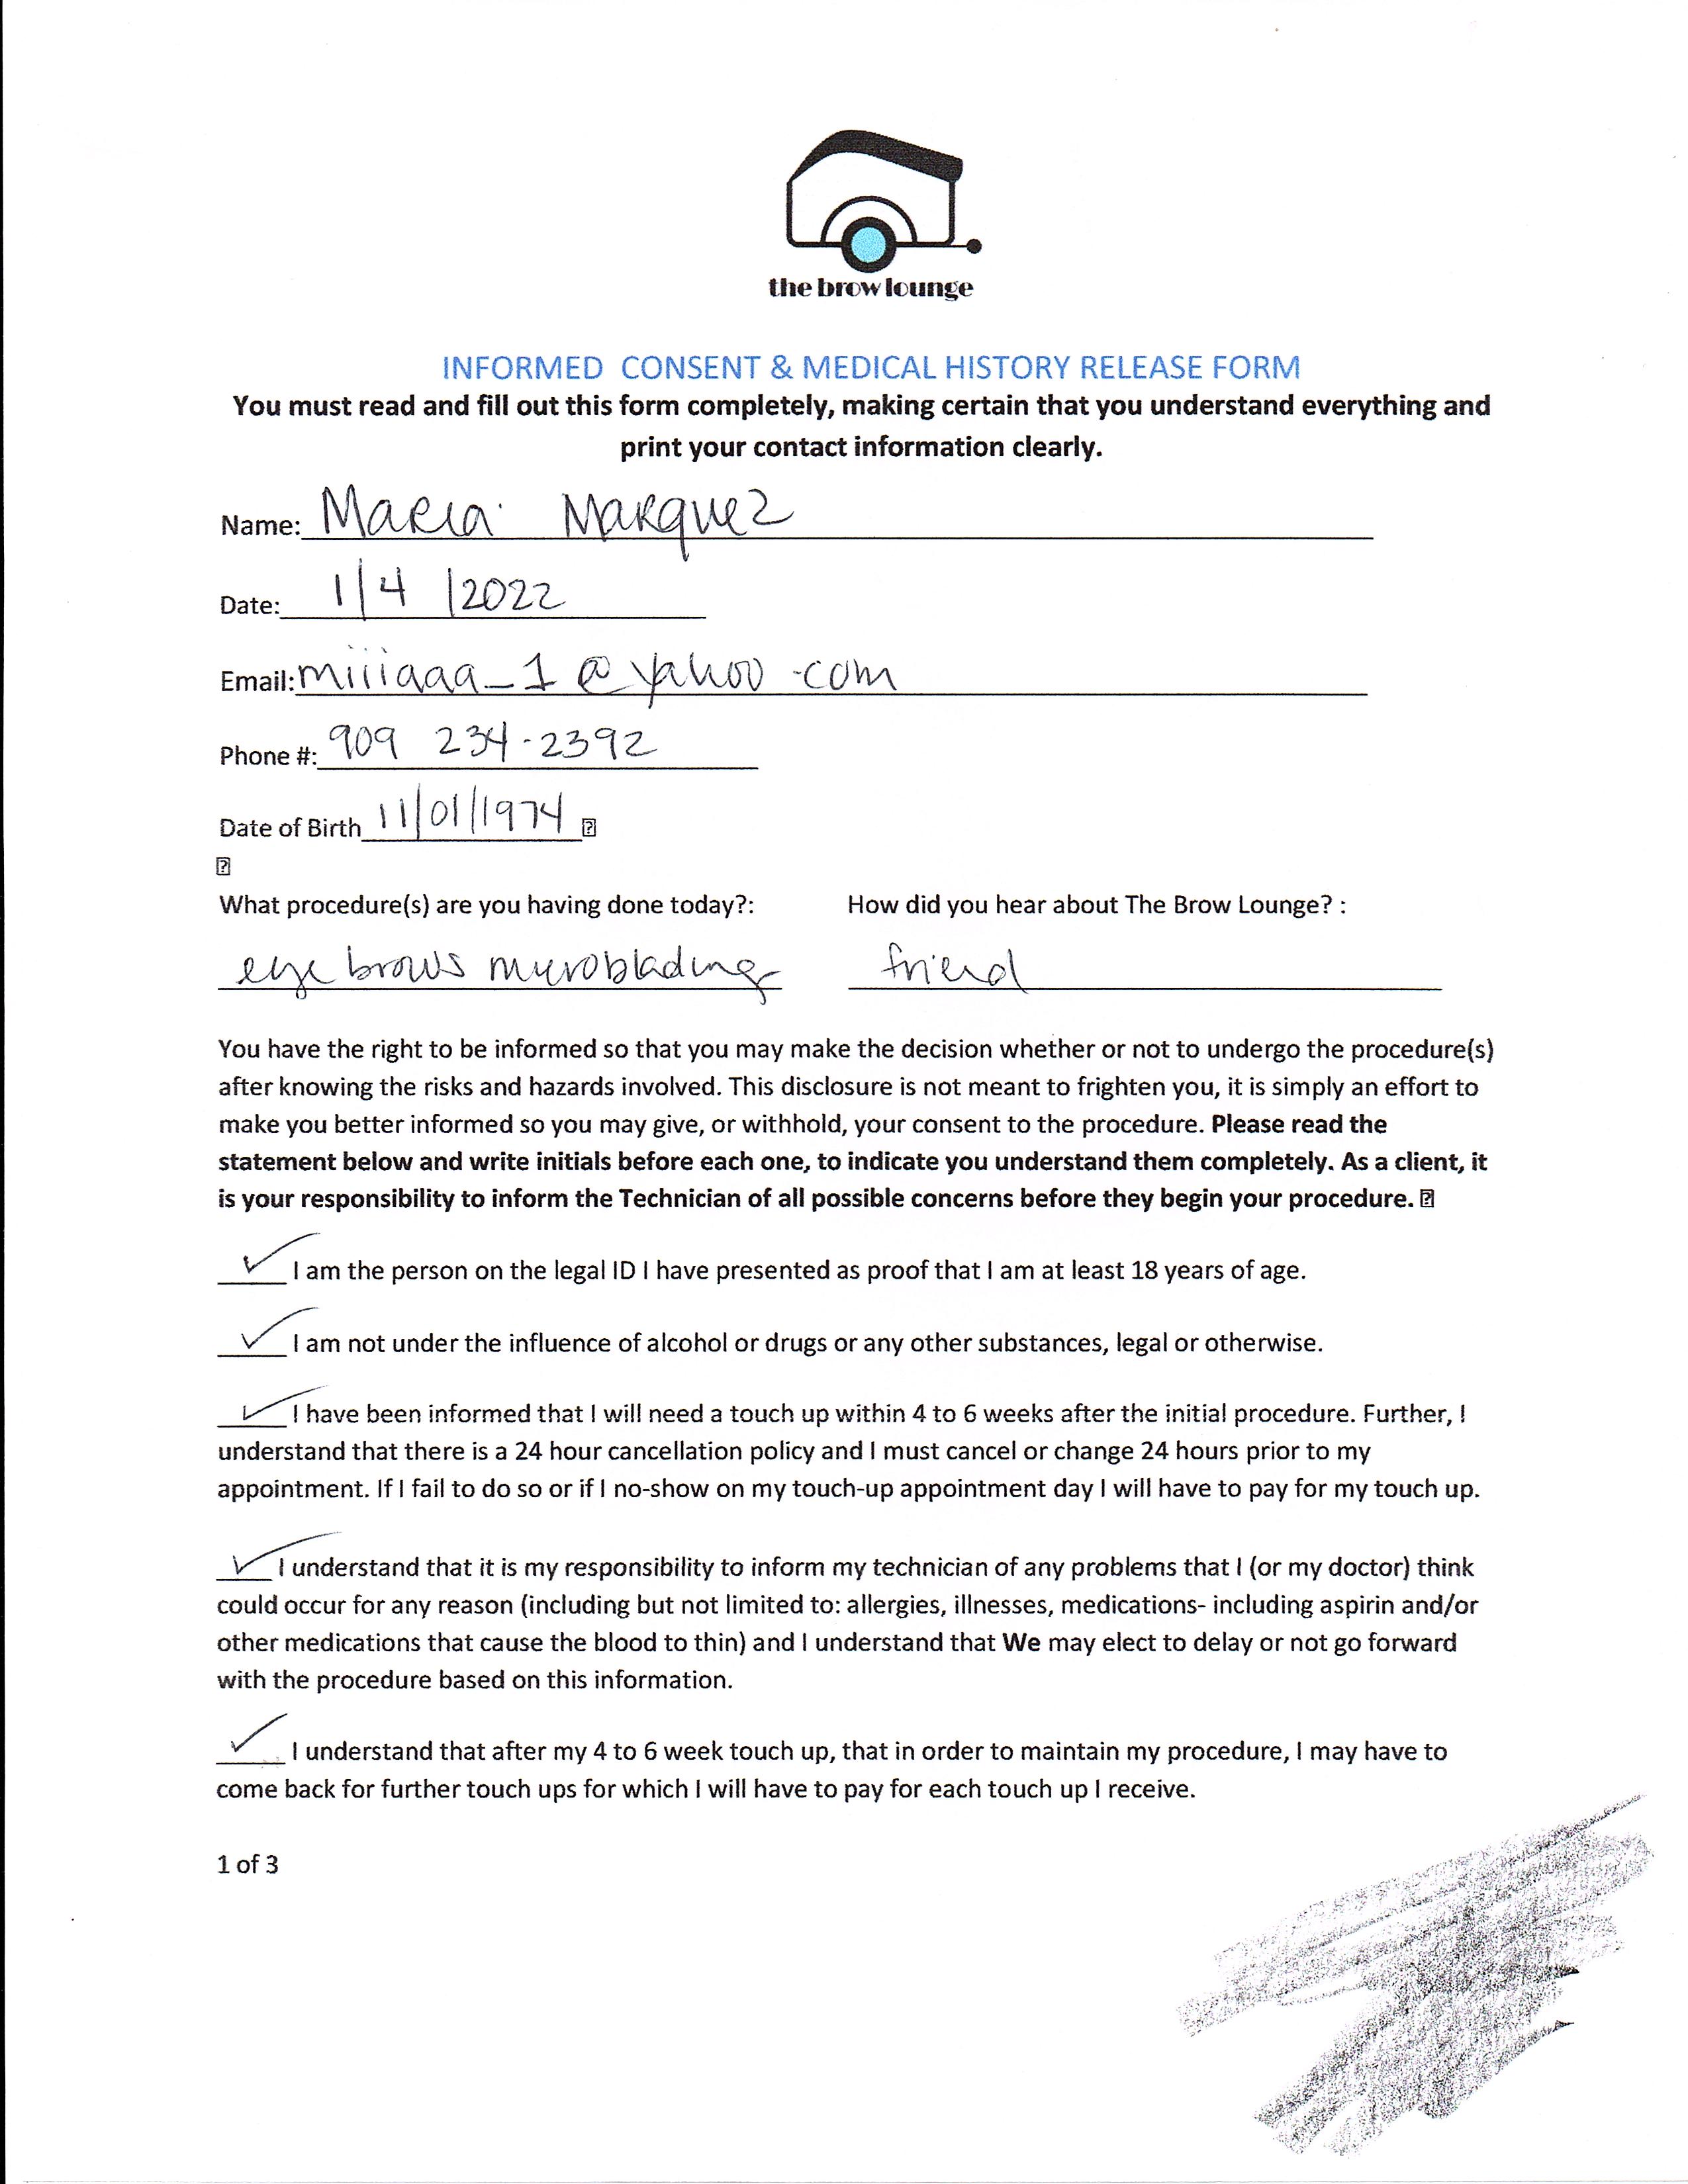 the brow lounge
INFORMED CONSENT & MEDICAL HISTORY RELEASE FORM
You must read and fill out this form completely, making certain that you understand everything and
print your contact information clearly.
Name: Maria Marquez
Date: 1/4/2022
Email: miiiaaa_1@yahoo.com
Phone #: 909 234-2392
Date of Birth 11/01/1974
What procedure(s) are you having done today?: How did you hear about The Brow Lounge? :
eye brows microblading friend
You have the right to be informed so that you may make the decision whether or not to undergo the procedure(s)
after knowing the risks and hazards involved. This disclosure is not meant to frighten you, it is simply an effort to
make you better informed so you may give, or withhold, your consent to the procedure. Please read the
statement below and write initials before each one, to indicate you understand them completely. As a client, it
is your responsibility to inform the Technician of all possible concerns before they begin your procedure.
✓ I am the person on the legal ID I have presented as proof that I am at least 18 years of age.
✓ I am not under the influence of alcohol or drugs or any other substances, legal or otherwise.
✓ I have been informed that I will need a touch up within 4 to 6 weeks after the initial procedure. Further, I
understand that there is a 24 hour cancellation policy and I must cancel or change 24 hours prior to my
appointment. If I fail to do so or if I no-show on my touch-up appointment day I will have to pay for my touch up.
✓ I understand that it is my responsibility to inform my technician of any problems that I (or my doctor) think
could occur for any reason (including but not limited to: allergies, illnesses, medications- including aspirin and/or
other medications that cause the blood to thin) and I understand that We may elect to delay or not go forward
with the procedure based on this information.
✓ I understand that after my 4 to 6 week touch up, that in order to maintain my procedure, I may have to
come back for further touch ups for which I will have to pay for each touch up I receive.
1 of 3